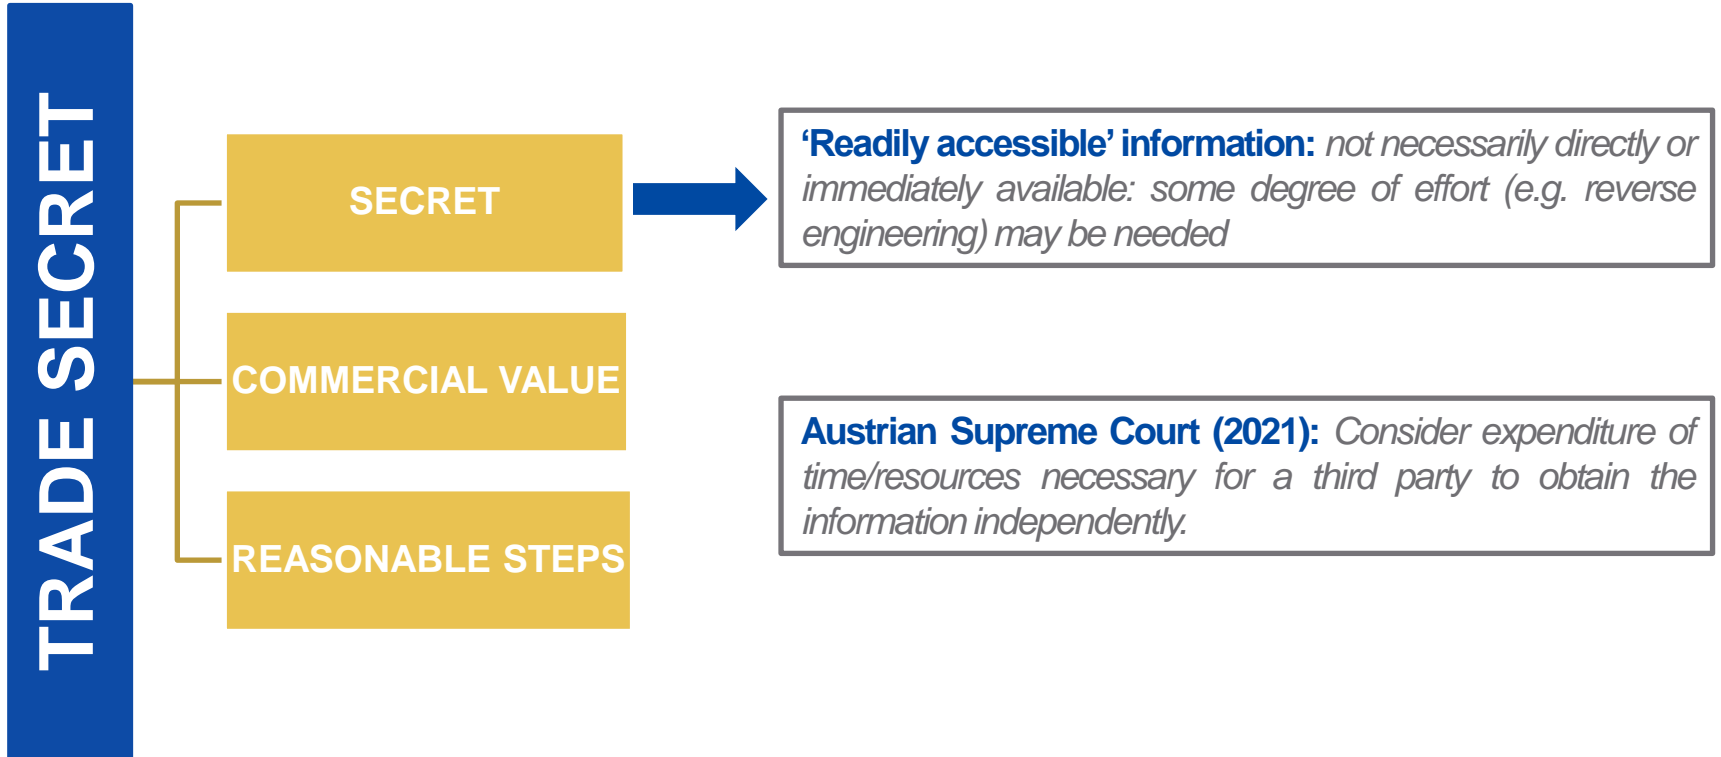 TRADE SECRET
SECRET
COMMERCIAL VALUE
REASONABLE STEPS
‘Readily accessible’ information: not necessarily directly or
immediately available: some degree of effort (e.g. reverse
engineering) may be needed
Austrian Supreme Court (2021): Consider expenditure of
time/resources necessary for a third party to obtain the
information independently.